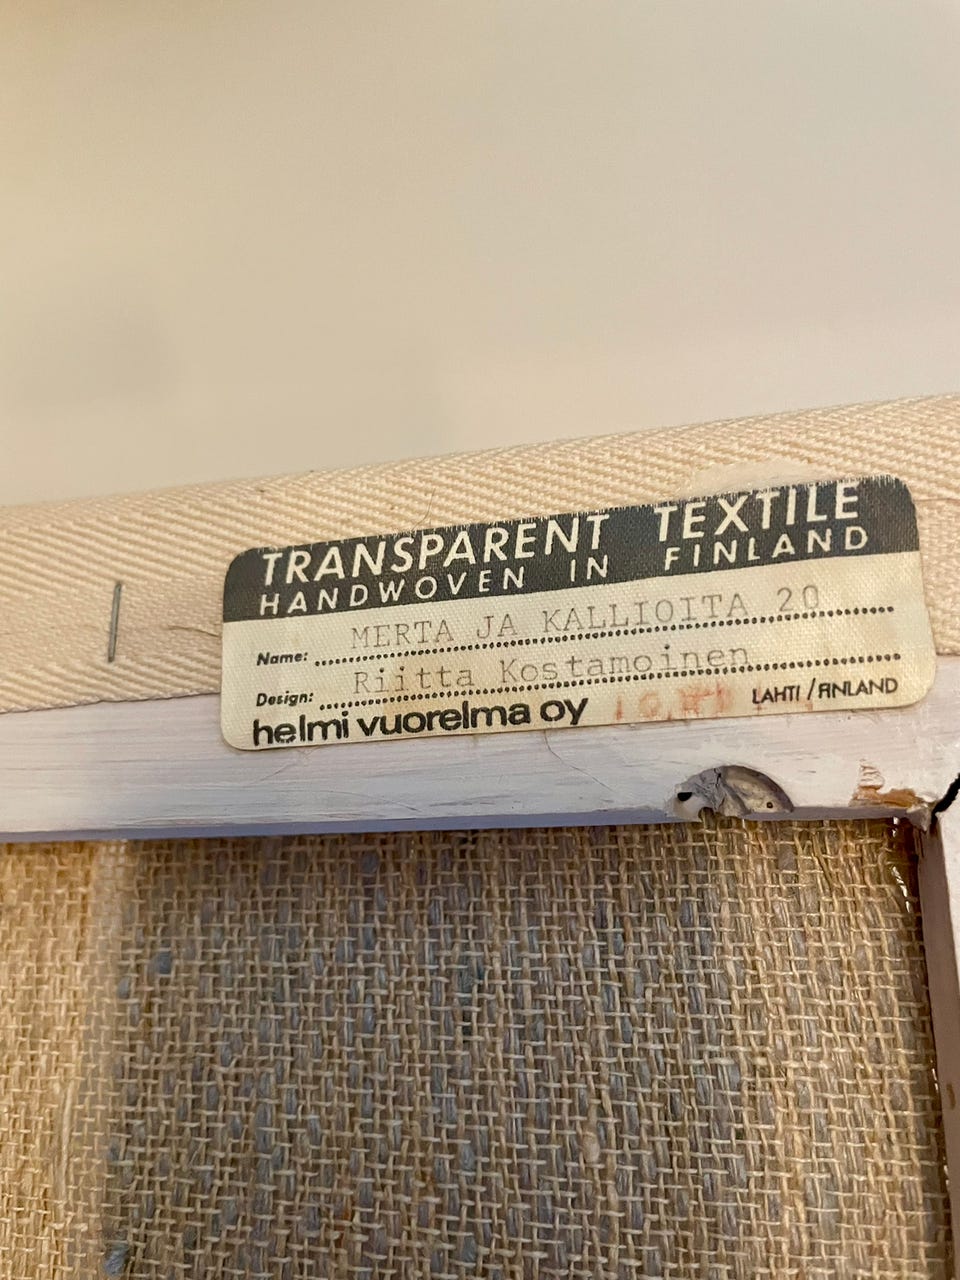 TRANSPARENT TEXTILE
HANDWOVEN IN FINLAND
Name: MERTA JA KALLIOITA 20
Design: Riitta Kostamoinen
helmi vuorelma oy LAHTI / FINLAND